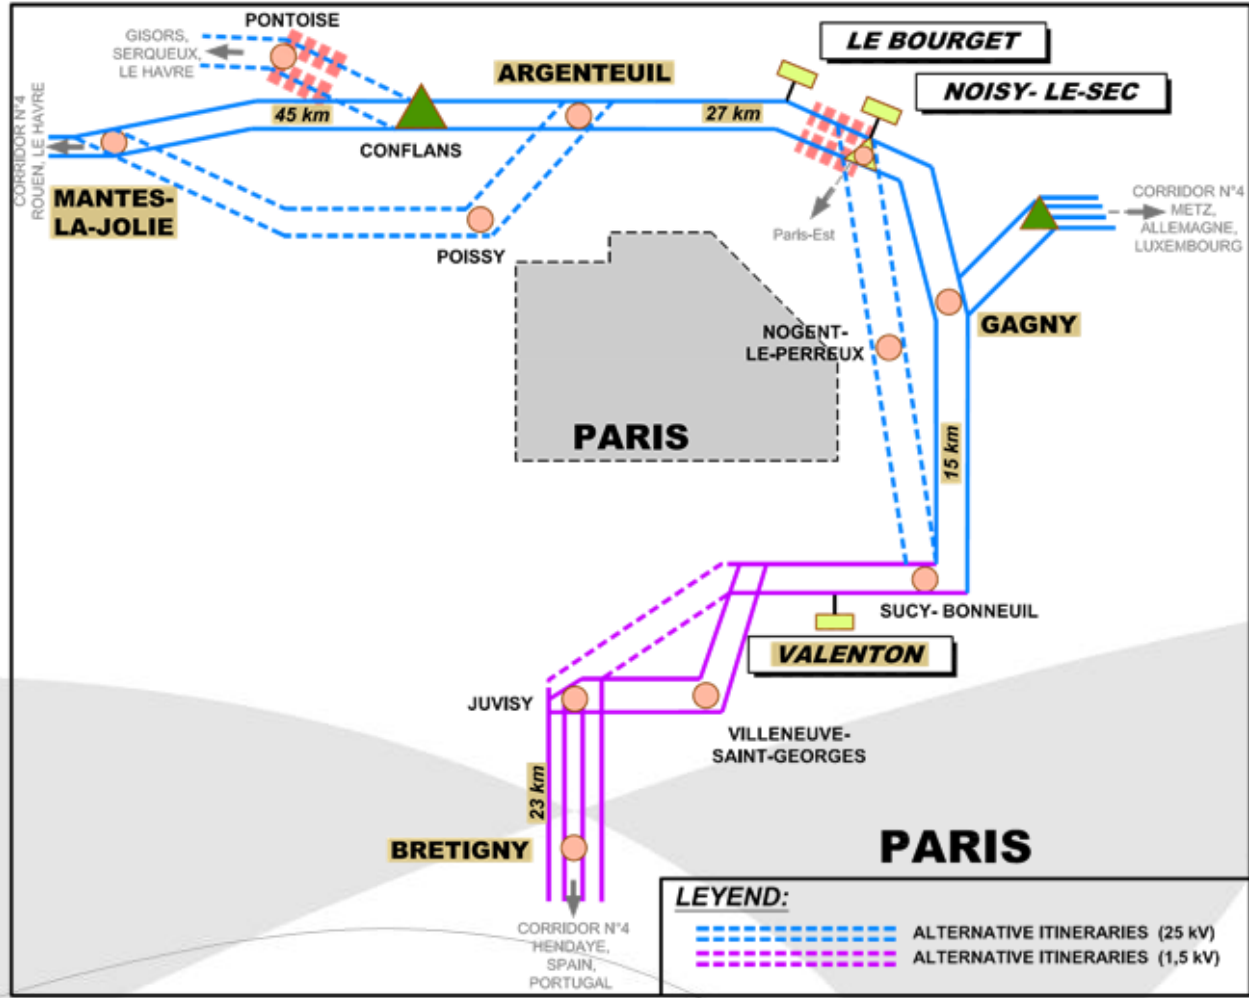 PONTOISE
GISORS,
SERQUEUX,
LE HAVRE
LE BOURGET
ARGENTEUIL
NOISY- LE-SEC
45 km
27 km
CORRIDOR N°4
ROUEN, LE HAVRE
CONFLANS
MANTES-
LA-JOLIE
CORRIDOR N°4
METZ,
ALLEMAGNE,
LUXEMBOURG
Paris-Est
POISSY
NOGENT-
LE-PERREUX
GAGNY
PARIS
15 km
SUCY- BONNEUIL
VALENTON
JUVISY
VILLENEUVE-
SAINT-GEORGES
23 km
BRETIGNY
PARIS
CORRIDOR N°4
HENDAYE,
SPAIN,
PORTUGAL
LEYEND:
ALTERNATIVE ITINERARIES (25 kV)
ALTERNATIVE ITINERARIES (1,5 kV)